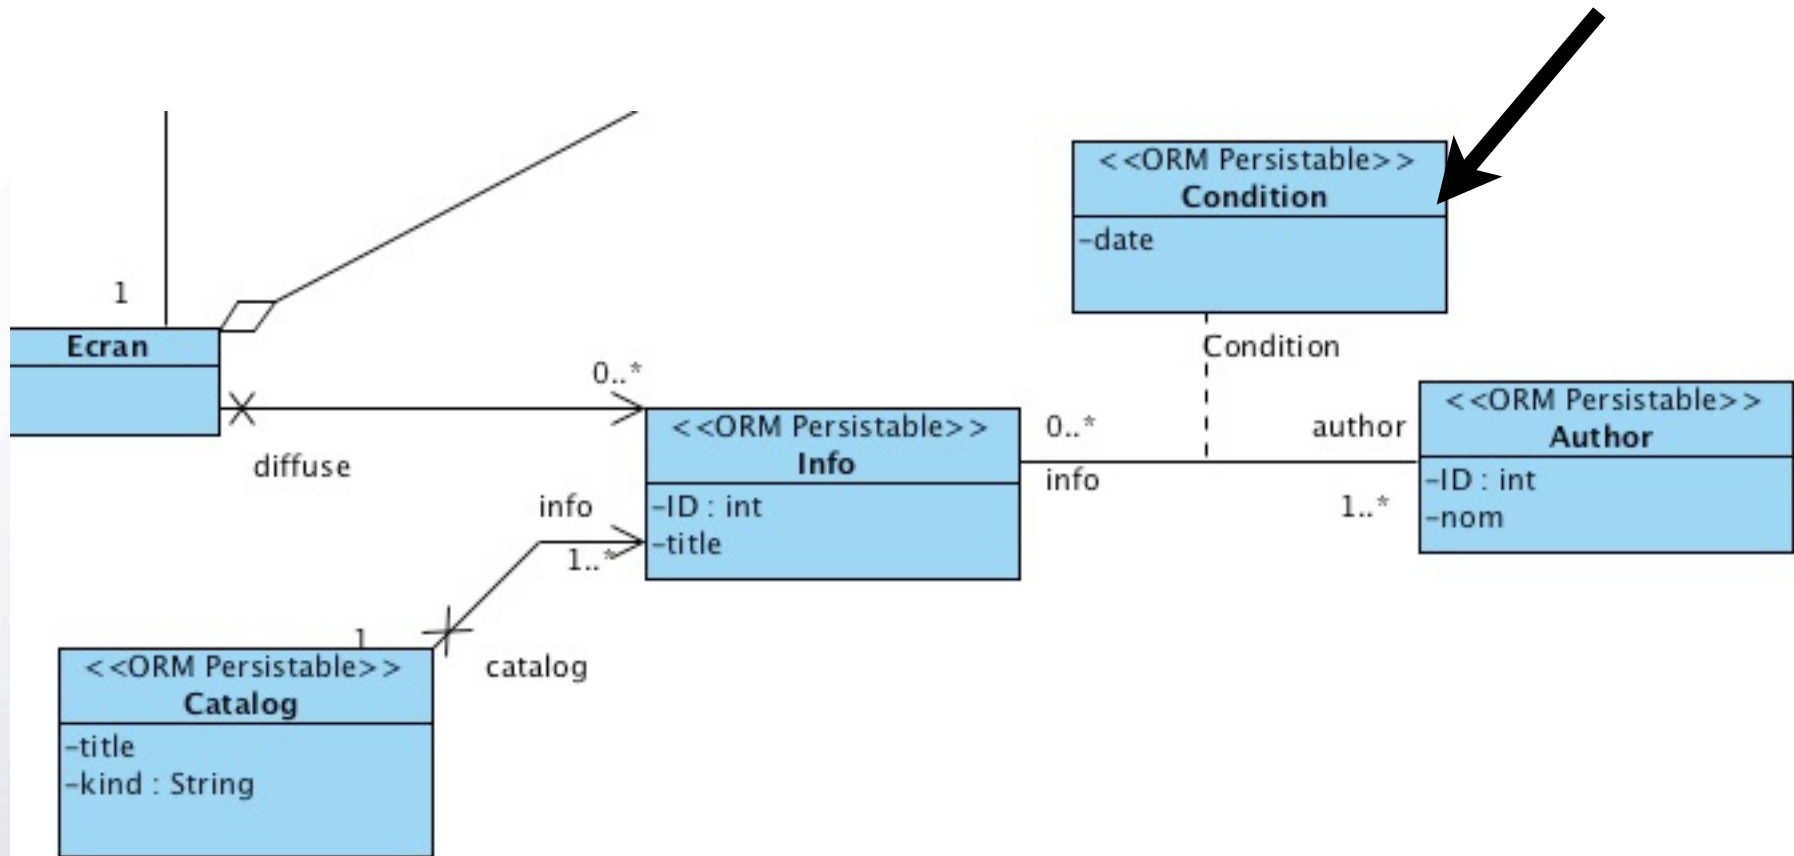 <<ORM Persistable>>
Condition
-date
1
Condition
Ecran
0..*
diffuse
<<ORM Persistable>>
Info
-ID : int
-title
0..*
info
author
1..*
<<ORM Persistable>>
Author
-ID : int
-nom
info
1..*
1
catalog
<<ORM Persistable>>
Catalog
-title
-kind : String